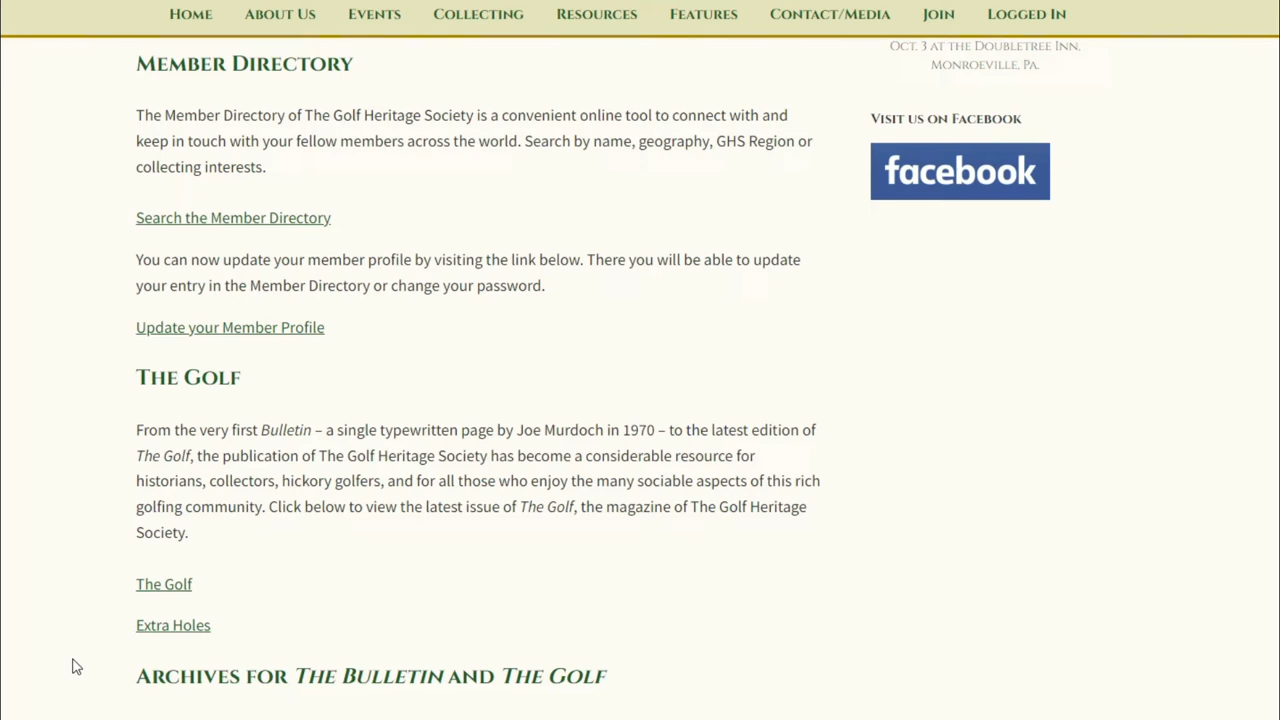 HOME ABOUT US EVENTS COLLECTING RESOURCES FEATURES CONTACT/MEDIA JOIN LOGGED IN
MEMBER DIRECTORY
The Member Directory of The Golf Heritage Society is a convenient online tool to connect with and
keep in touch with your fellow members across the world. Search by name, geography, GHS Region or
collecting interests.
Search the Member Directory
You can now update your member profile by visiting the link below. There you will be able to update
your entry in the Member Directory or change your password.
Update your Member Profile
THE GOLF
From the very first Bulletin – a single typewritten page by Joe Murdoch in 1970 – to the latest edition of
The Golf, the publication of The Golf Heritage Society has become a considerable resource for
historians, collectors, hickory golfers, and for all those who enjoy the many sociable aspects of this rich
golfing community. Click below to view the latest issue of The Golf, the magazine of The Golf Heritage
Society.
The Golf
Extra Holes
ARCHIVES FOR THE BULLETIN AND THE GOLF
OCT. 3 AT THE DOUBLETREE INN,
MONROEVILLE, PA.
VISIT US ON FACEBOOK
facebook